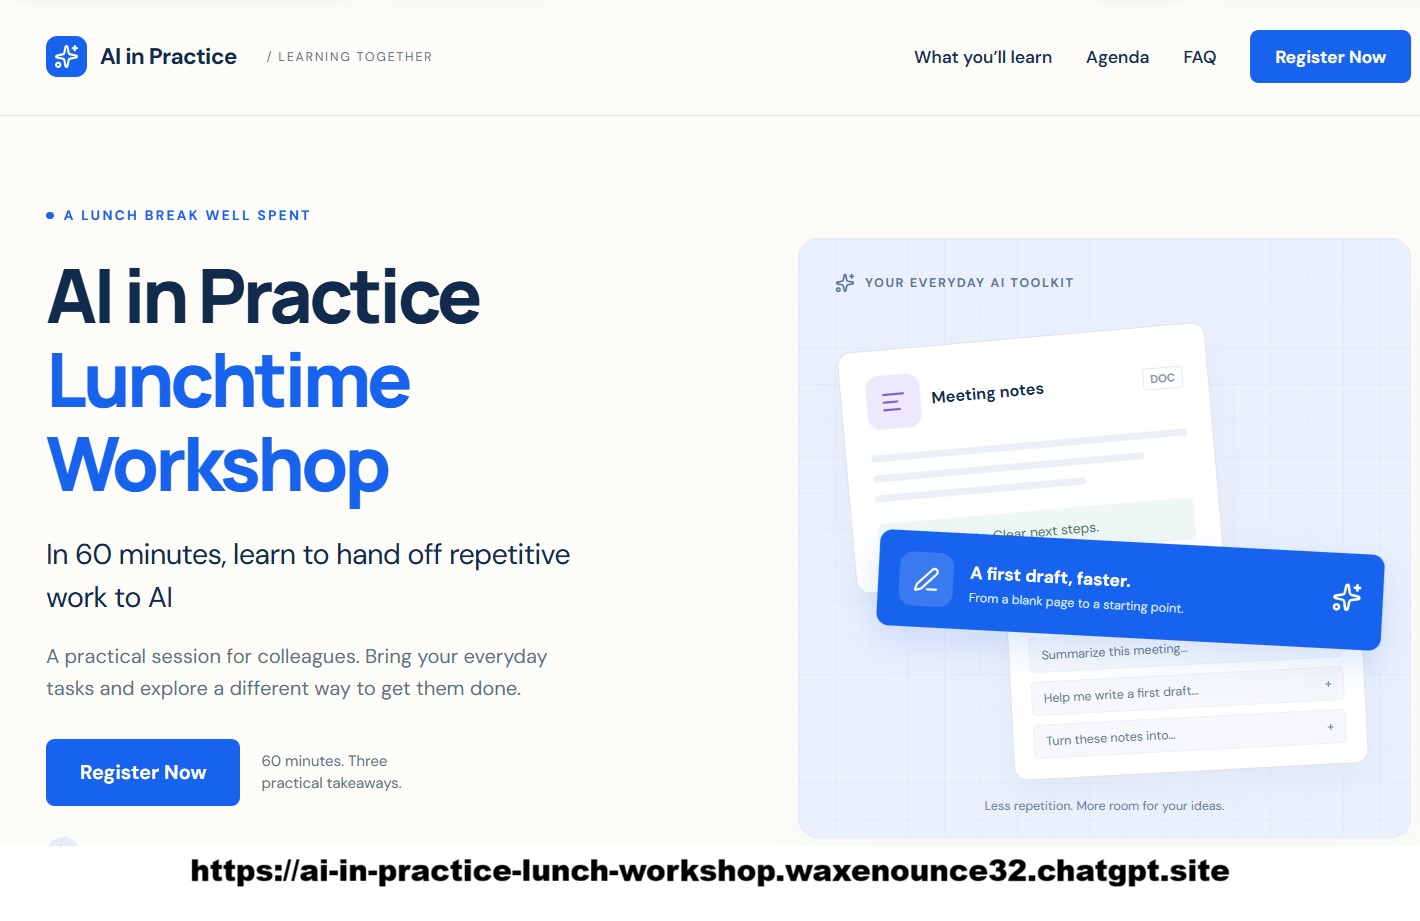 AI in Practice
/ LEARNING TOGETHER
What you’ll learn
Agenda
FAQ
Register Now
A LUNCH BREAK WELL SPENT
AI in Practice
Lunchtime
Workshop
In 60 minutes, learn to hand off repetitive
work to AI
A practical session for colleagues. Bring your everyday
tasks and explore a different way to get them done.
Register Now
60 minutes. Three
practical takeaways.
YOUR EVERYDAY AI TOOLKIT
Meeting notes
DOC
Clear next steps.
A first draft, faster.
From a blank page to a starting point.
Summarize this meeting...
Help me write a first draft...
+
Turn these notes into...
+
Less repetition. More room for your ideas.
https://ai-in-practice-lunch-workshop.waxenounce32.chatgpt.site